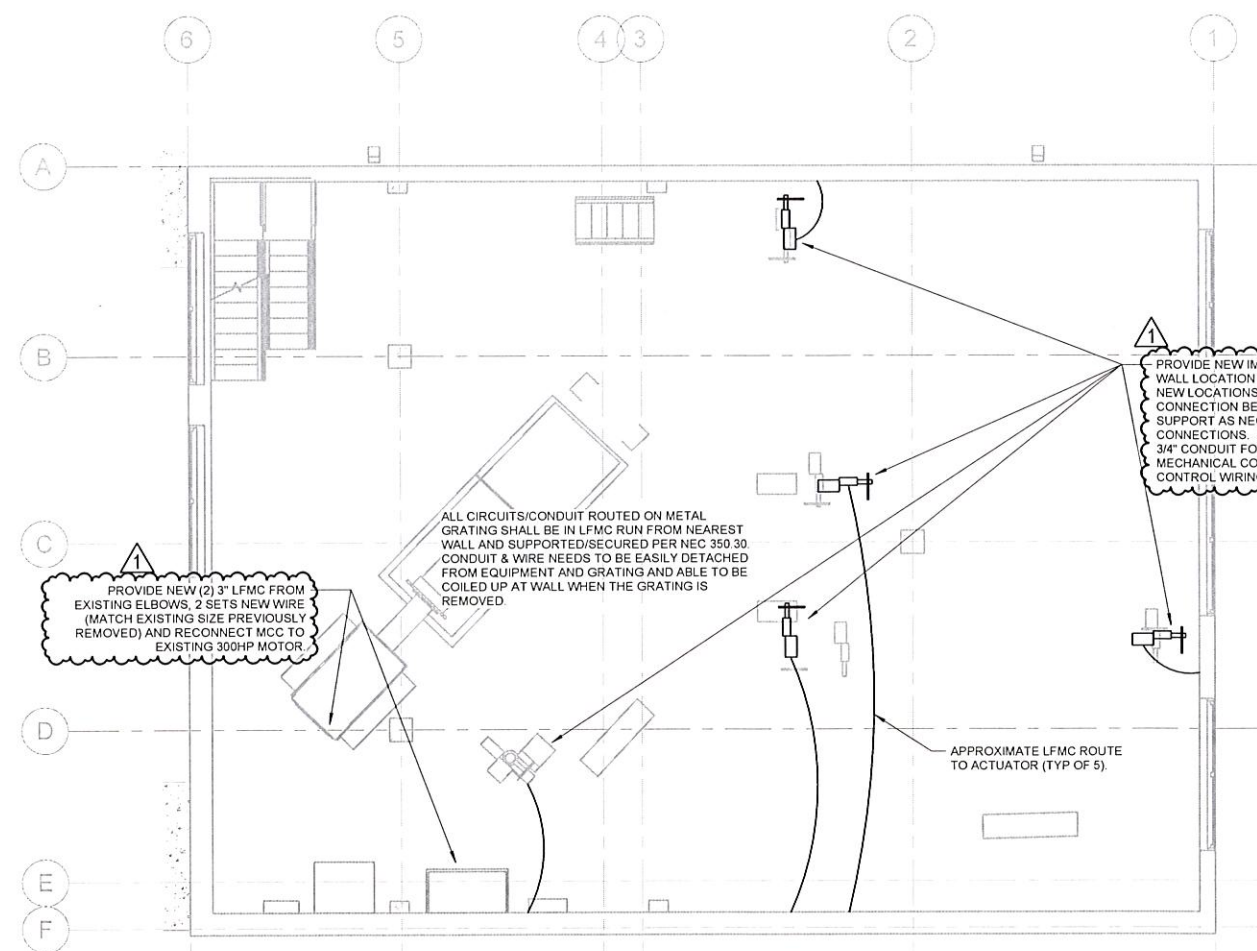 6 5 4 3 2 1
A
1
B
PROVIDE NEW
WALL LOCATION
NEW LOCATIONS
CONNECTION
SUPPORT AS
CONNECTIONS.
3/4" CONDUIT
MECHANICAL
CONTROL
ALL CIRCUITS/CONDUIT ROUTED ON METAL
GRATING SHALL BE IN LFMC RUN FROM NEAREST
WALL AND SUPPORTED/SECURED PER NEC 350.30.
CONDUIT & WIRE NEEDS TO BE EASILY DETACHED
FROM EQUIPMENT AND GRATING AND ABLE TO BE
COILED UP AT WALL WHEN THE GRATING IS
REMOVED.
C
1
PROVIDE NEW (2) 3" LFMC FROM
EXISTING ELBOWS, 2 SETS NEW WIRE
(MATCH EXISTING SIZE PREVIOUSLY
REMOVED) AND RECONNECT MCC TO
EXISTING 300HP MOTOR.
D
APPROXIMATE LFMC ROUTE
TO ACTUATOR (TYP OF 5).
E
F